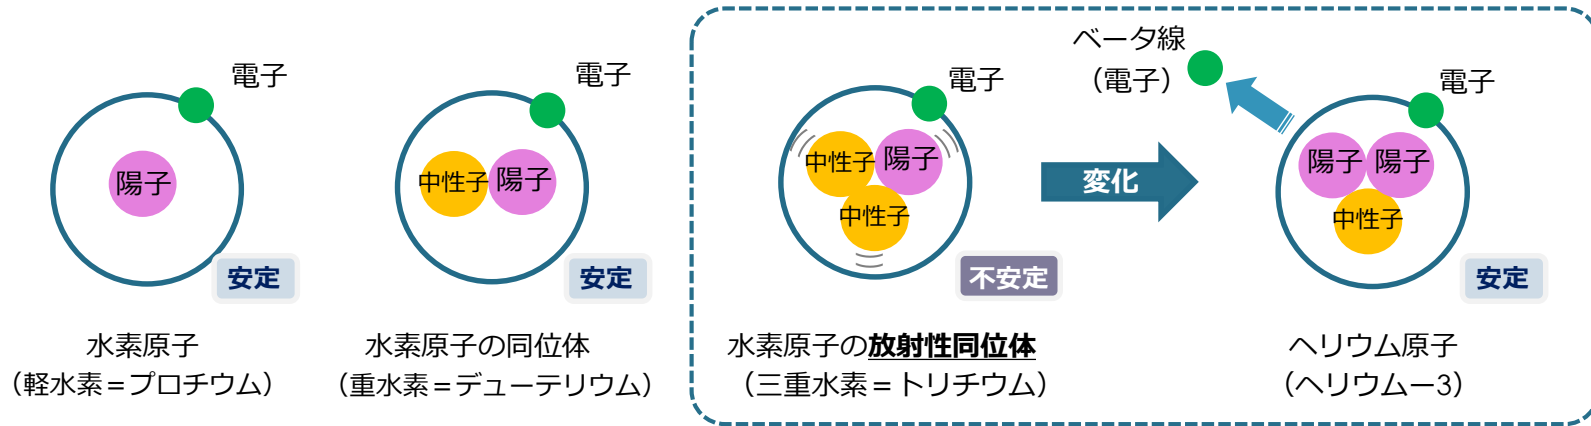 電子
陽子
安定
水素原子
（軽水素＝プロチウム）
電子
中性子
陽子
安定
水素原子の同位体
（重水素＝デューテリウム）
電子
中性子
陽子
中性子
不安定
水素原子の放射性同位体
（三重水素＝トリチウム）
変化
ベータ線
（電子）
電子
陽子
陽子
中性子
安定
ヘリウム原子
（ヘリウムー3）